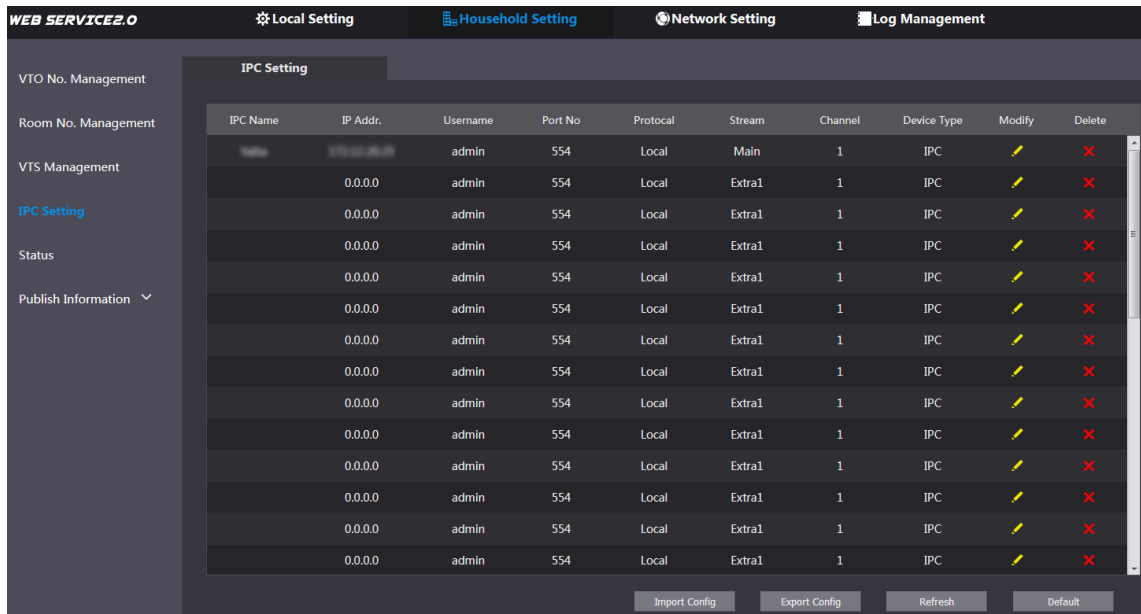 WEB SERVICE2.0 Local Setting Household Setting Network Setting Log Management
IPC Setting
VTO No. Management
Room No. Management
VTS Management
IPC Setting
Status
Publish Information
IPC Name IP Addr. Username Port No Protocal Stream Channel Device Type Modify Delete
admin 554 Local Main 1 IPC
0.0.0.0 admin 554 Local Extra1 1 IPC
0.0.0.0 admin 554 Local Extra1 1 IPC
0.0.0.0 admin 554 Local Extra1 1 IPC
0.0.0.0 admin 554 Local Extra1 1 IPC
0.0.0.0 admin 554 Local Extra1 1 IPC
0.0.0.0 admin 554 Local Extra1 1 IPC
0.0.0.0 admin 554 Local Extra1 1 IPC
0.0.0.0 admin 554 Local Extra1 1 IPC
0.0.0.0 admin 554 Local Extra1 1 IPC
0.0.0.0 admin 554 Local Extra1 1 IPC
0.0.0.0 admin 554 Local Extra1 1 IPC
0.0.0.0 admin 554 Local Extra1 1 IPC
0.0.0.0 admin 554 Local Extra1 1 IPC
Import Config Export Config Refresh Default